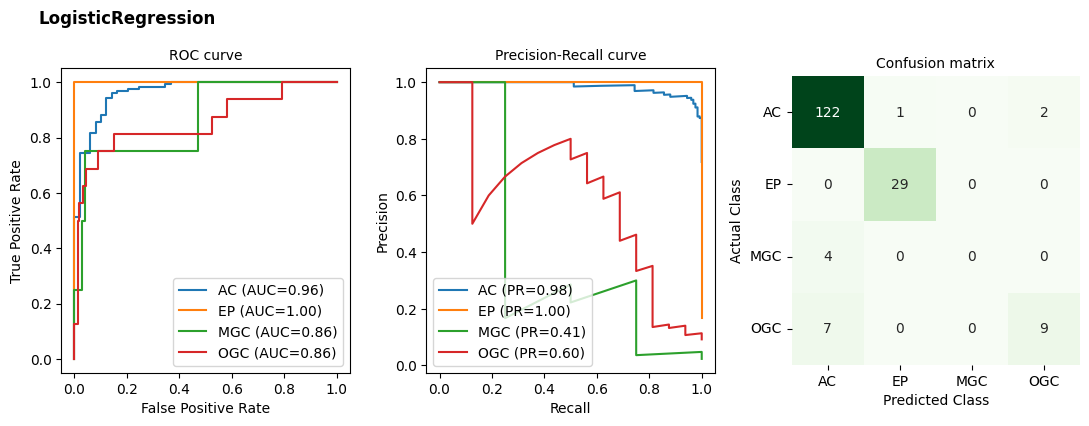 LogisticRegression
ROC curve
True Positive Rate
1.0
0.8
0.6
0.4
0.2
0.0
AC (AUC=0.96)
EP (AUC=1.00)
MGC (AUC=0.86)
OGC (AUC=0.86)
0.0 0.2 0.4 0.6 0.8 1.0
False Positive Rate
Precision-Recall curve
Precision
1.0
0.8
0.6
0.4
0.2
0.0
AC (PR=0.98)
EP (PR=1.00)
MGC (PR=0.41)
OGC (PR=0.60)
0.0 0.2 0.4 0.6 0.8 1.0
Recall
Confusion matrix
Actual Class
AC 122 1 0 2
EP 0 29 0 0
MGC 4 0 0 0
OGC 7 0 0 9
AC EP MGC OGC
Predicted Class